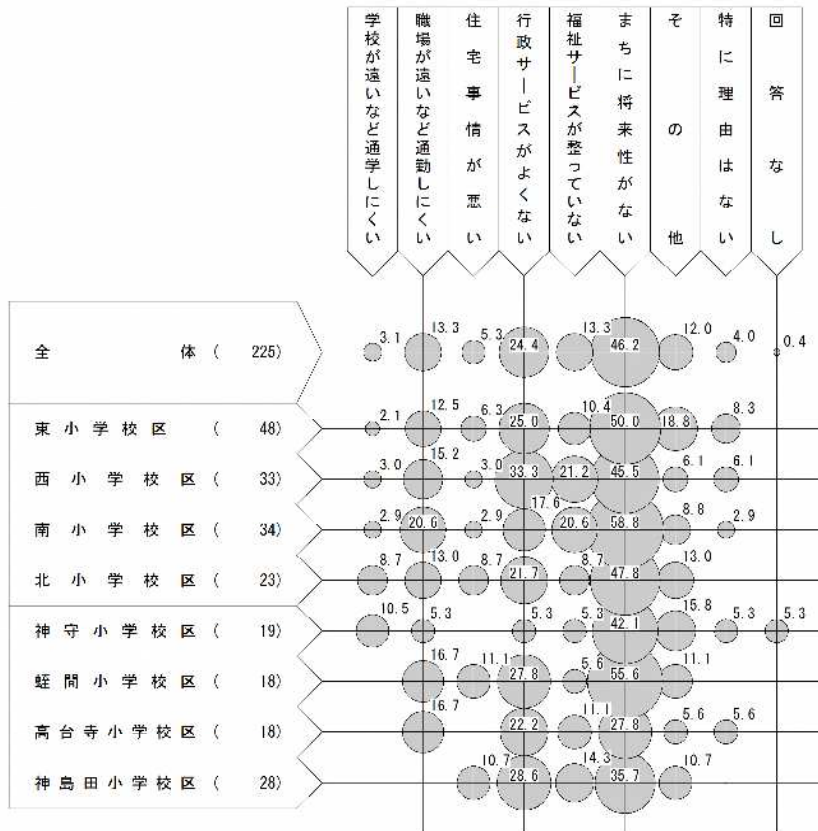 学校が遠いなど通学しにくい
職場が遠いなど通勤しにくい
住宅事情が悪い
行政サービスがよくない
福祉サービスが整っていない
まちに将来性がない
その他
特に理由はない
回答なし
全体 ( 225) 3.1 13.3 5.3 24.4 13.3 46.2 12.0 4.0 0.4
東小学校区 ( 48) 2.1 12.5 6.3 25.0 10.4 50.0 18.8 8.3
西小学校区 ( 33) 3.0 15.2 3.0 33.3 21.2 45.5 6.1 6.1
南小学校区 ( 34) 2.9 20.6 2.9 17.6 20.6 58.8 8.8 2.9
北小学校区 ( 23) 8.7 13.0 8.7 21.7 8.7 47.8 13.0
神守小学校区 ( 19) 10.5 5.3 5.3 5.3 42.1 15.8 5.3 5.3
蛭間小学校区 ( 18) 16.7 11.1 27.8 5.6 55.6 11.1
高台寺小学校区 ( 18) 16.7 22.2 11.1 27.8 5.6 5.6
神島田小学校区 ( 28) 10.7 28.6 14.3 35.7 10.7